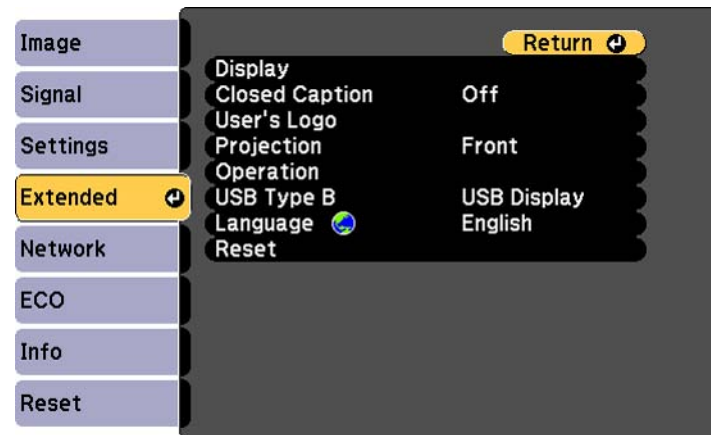 Image
Signal
Settings
Extended
Network
ECO
Info
Reset
Return
Display
Closed Caption Off
User's Logo
Projection Front
Operation
USB Type B USB Display
Language English
Reset